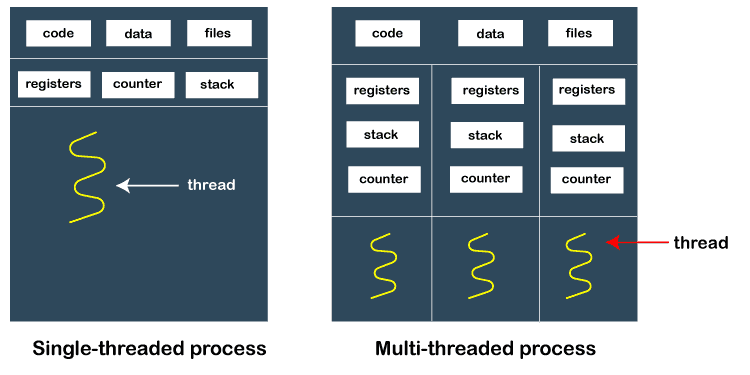 code data files
registers counter stack
thread
Single-threaded process
code data files
registers registers registers
stack stack stack
counter counter counter
thread
Multi-threaded process